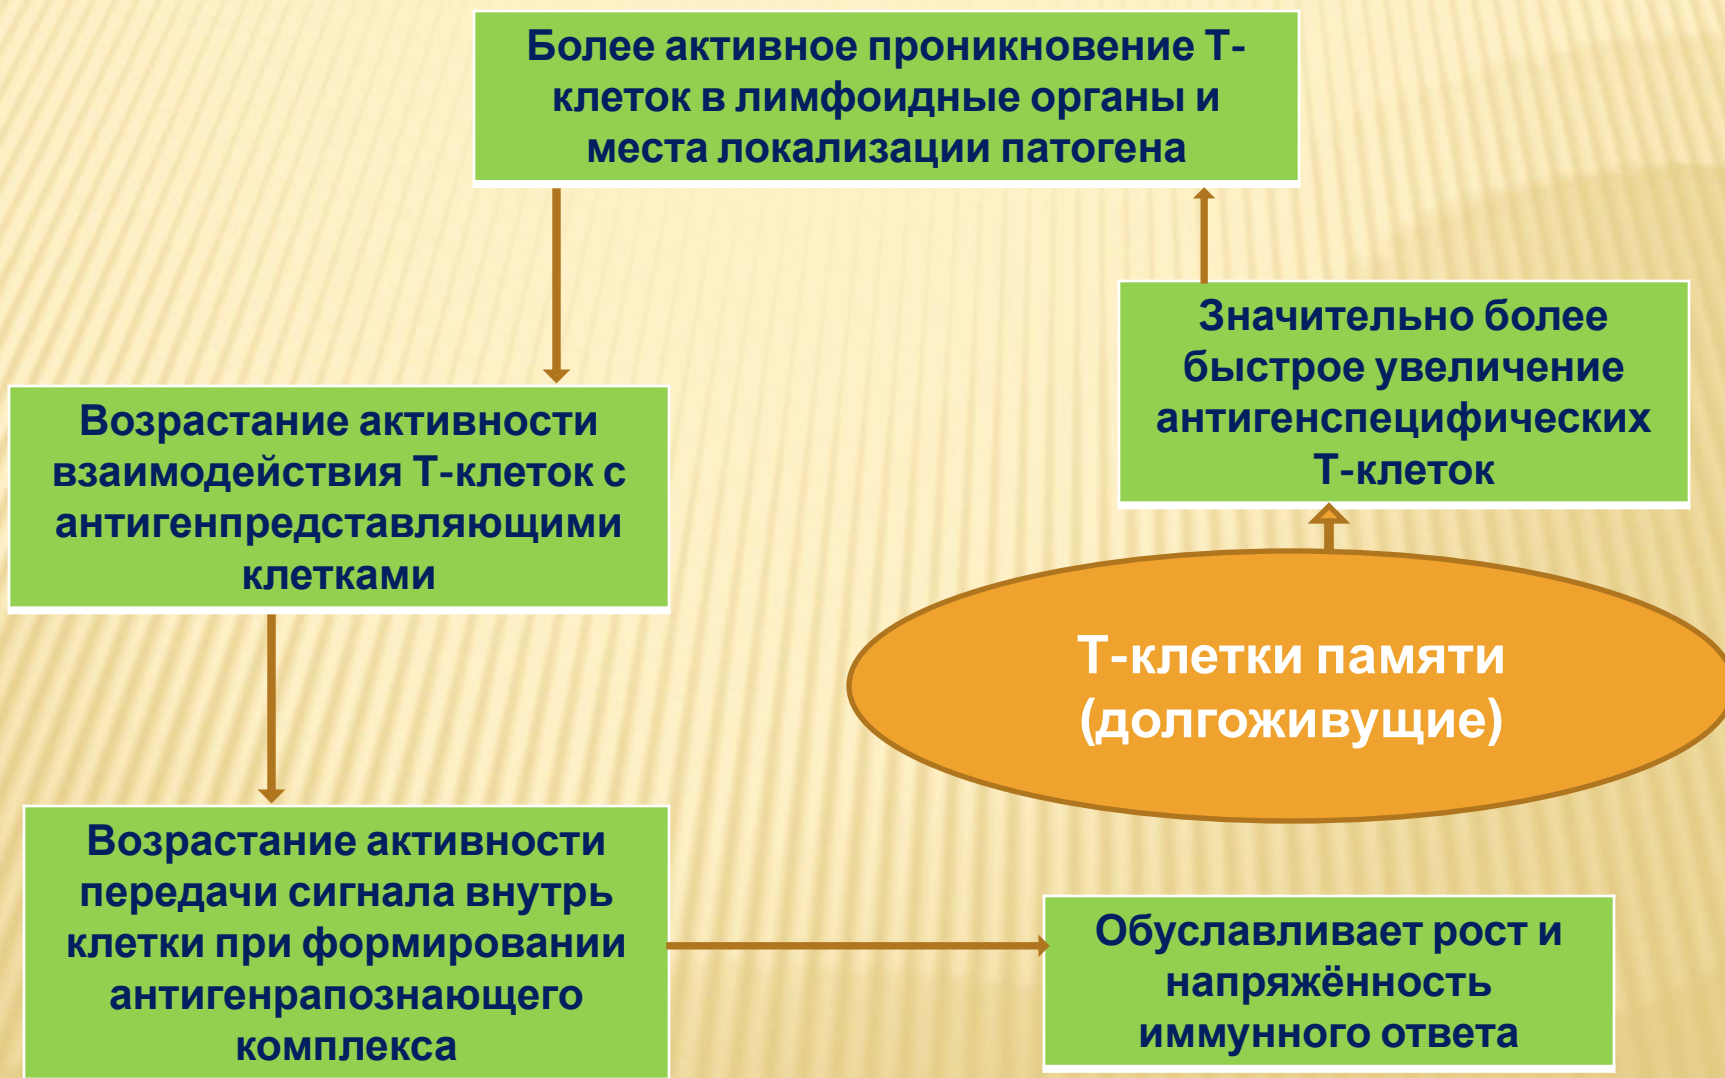 Более активное проникновение Т-
клеток в лимфоидные органы и
места локализации патогена
Значительно более
быстрое увеличение
антигенспецифических
Т-клеток
Возрастание активности
взаимодействия Т-клеток с
антигенпредставляющими
клетками
Т-клетки памяти
(долгоживущие)
Возрастание активности
передачи сигнала внутрь
клетки при формировании
антигенрапознающего
комплекса
Обуславливает рост и
напряжённость
иммунного ответа